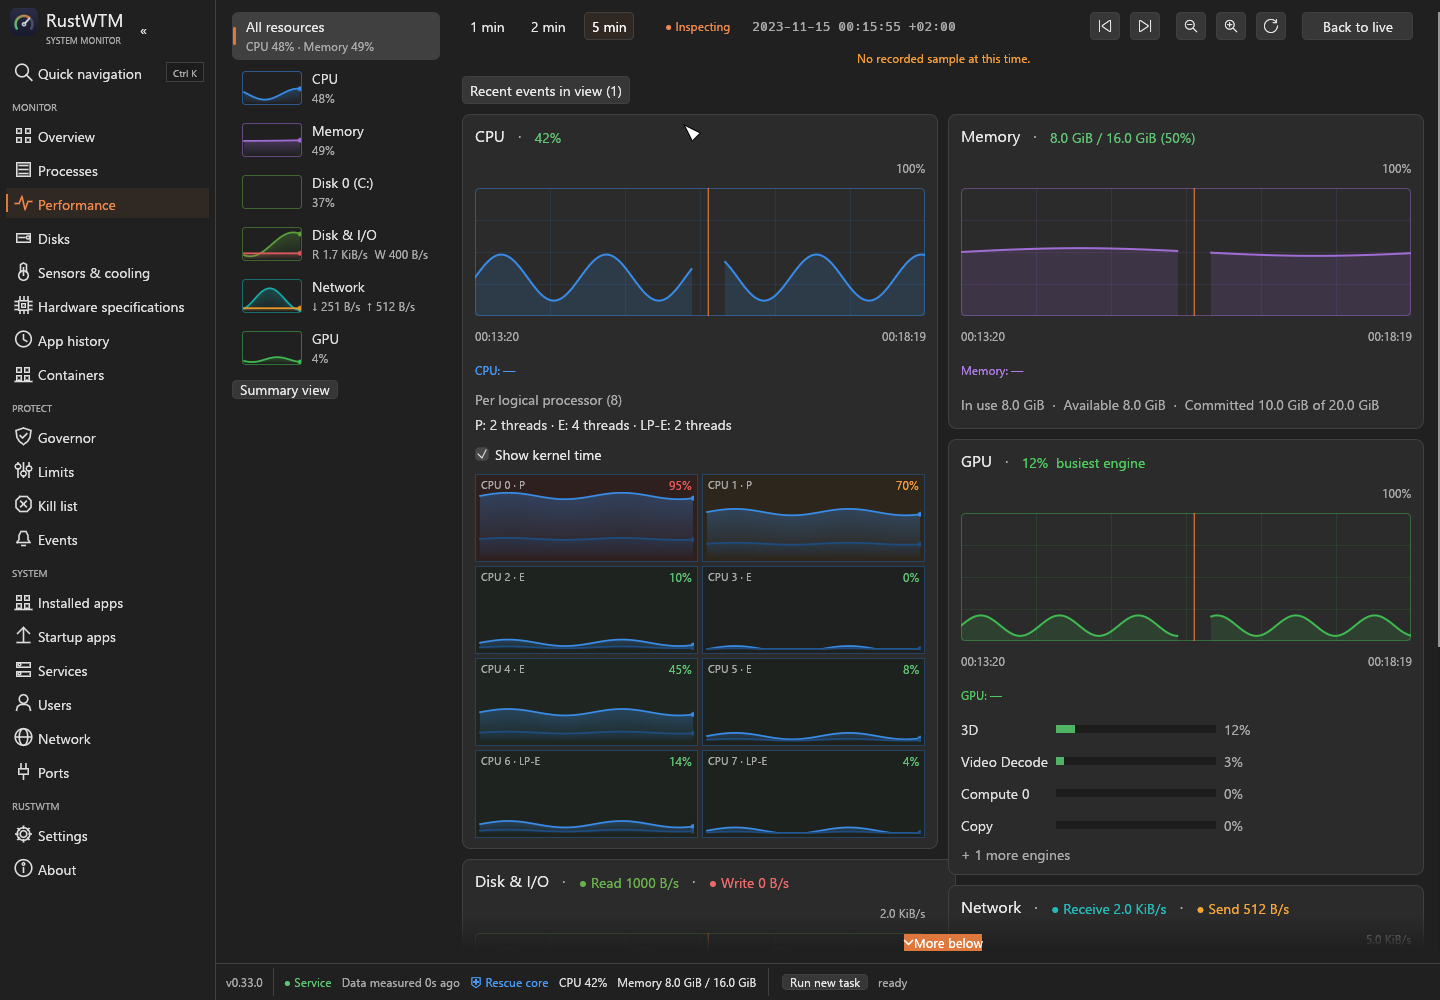 RustWTM
SYSTEM MONITOR
«
Quick navigation
Ctrl K
MONITOR
Overview
Processes
Performance
Disks
Sensors & cooling
Hardware specifications
App history
Containers
PROTECT
Governor
Limits
Kill list
Events
SYSTEM
Installed apps
Startup apps
Services
Users
Network
Ports
RUSTWTM
Settings
About
All resources
CPU 48% · Memory 49%
CPU
48%
Memory
49%
Disk 0 (C:)
37%
Disk & I/O
R 1.7 KiB/s W 400 B/s
Network
↓ 251 B/s ↑ 512 B/s
GPU
4%
Summary view
1 min 2 min 5 min ● Inspecting 2023-11-15 00:15:55 +02:00 Back to live
No recorded sample at this time.
Recent events in view (1)
CPU · 42%
100%
00:13:20 00:18:19
CPU: —
Per logical processor (8)
P: 2 threads · E: 4 threads · LP-E: 2 threads
Show kernel time
CPU 0 · P 95%
CPU 1 · P 70%
CPU 2 · E 10%
CPU 3 · E 0%
CPU 4 · E 45%
CPU 5 · E 8%
CPU 6 · LP-E 14%
CPU 7 · LP-E 4%
Disk & I/O · ● Read 1000 B/s · ● Write 0 B/s
2.0 KiB/s
Memory · 8.0 GiB / 16.0 GiB (50%)
100%
00:13:20 00:18:19
Memory: —
In use 8.0 GiB · Available 8.0 GiB · Committed 10.0 GiB of 20.0 GiB
GPU · 12% busiest engine
100%
00:13:20 00:18:19
GPU: —
3D 12%
Video Decode 3%
Compute 0 0%
Copy 0%
+ 1 more engines
Network · ● Receive 2.0 KiB/s · ● Send 512 B/s
5.0 KiB/s
More below
v0.33.0 ● Service Data measured 0s ago Rescue core CPU 42% Memory 8.0 GiB / 16.0 GiB Run new task ready